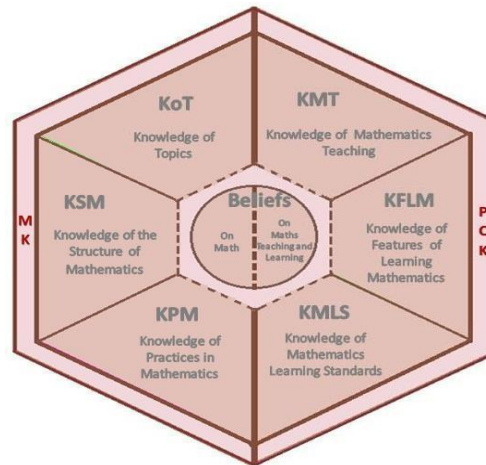 KoT
Knowledge of
Topics
KMT
Knowledge of Mathematics
Teaching
KSM
Knowledge of the
Structure of
Mathematics
Beliefs
On
Math
On
Maths
Teaching and
Learning
KFLM
Knowledge of
Features of
Learning
Mathematics
M
K
P
C
K
KPM
Knowledge of
Practices in
Mathematics
KMLS
Knowledge of
Mathematics
Learning Standards